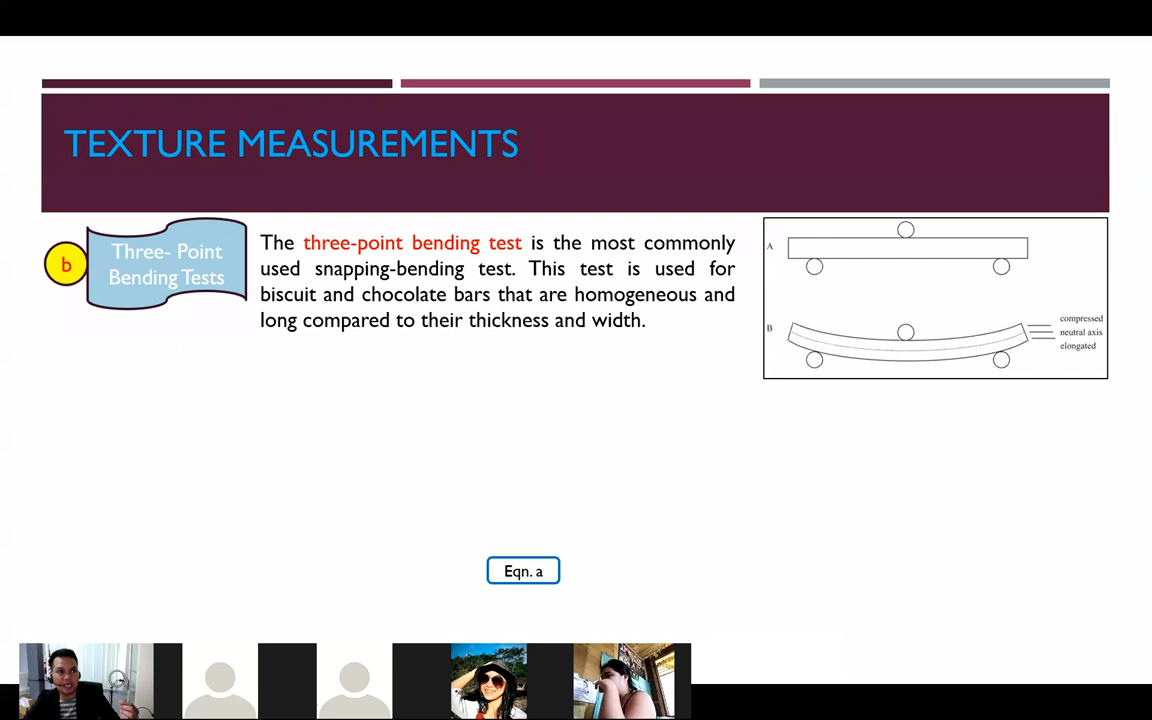 TEXTURE MEASUREMENTS
b
Three- Point
Bending Tests
The three-point bending test is the most commonly
used snapping-bending test. This test is used for
biscuit and chocolate bars that are homogeneous and
long compared to their thickness and width.
A
B
compressed
neutral axis
elongated
Eqn. a